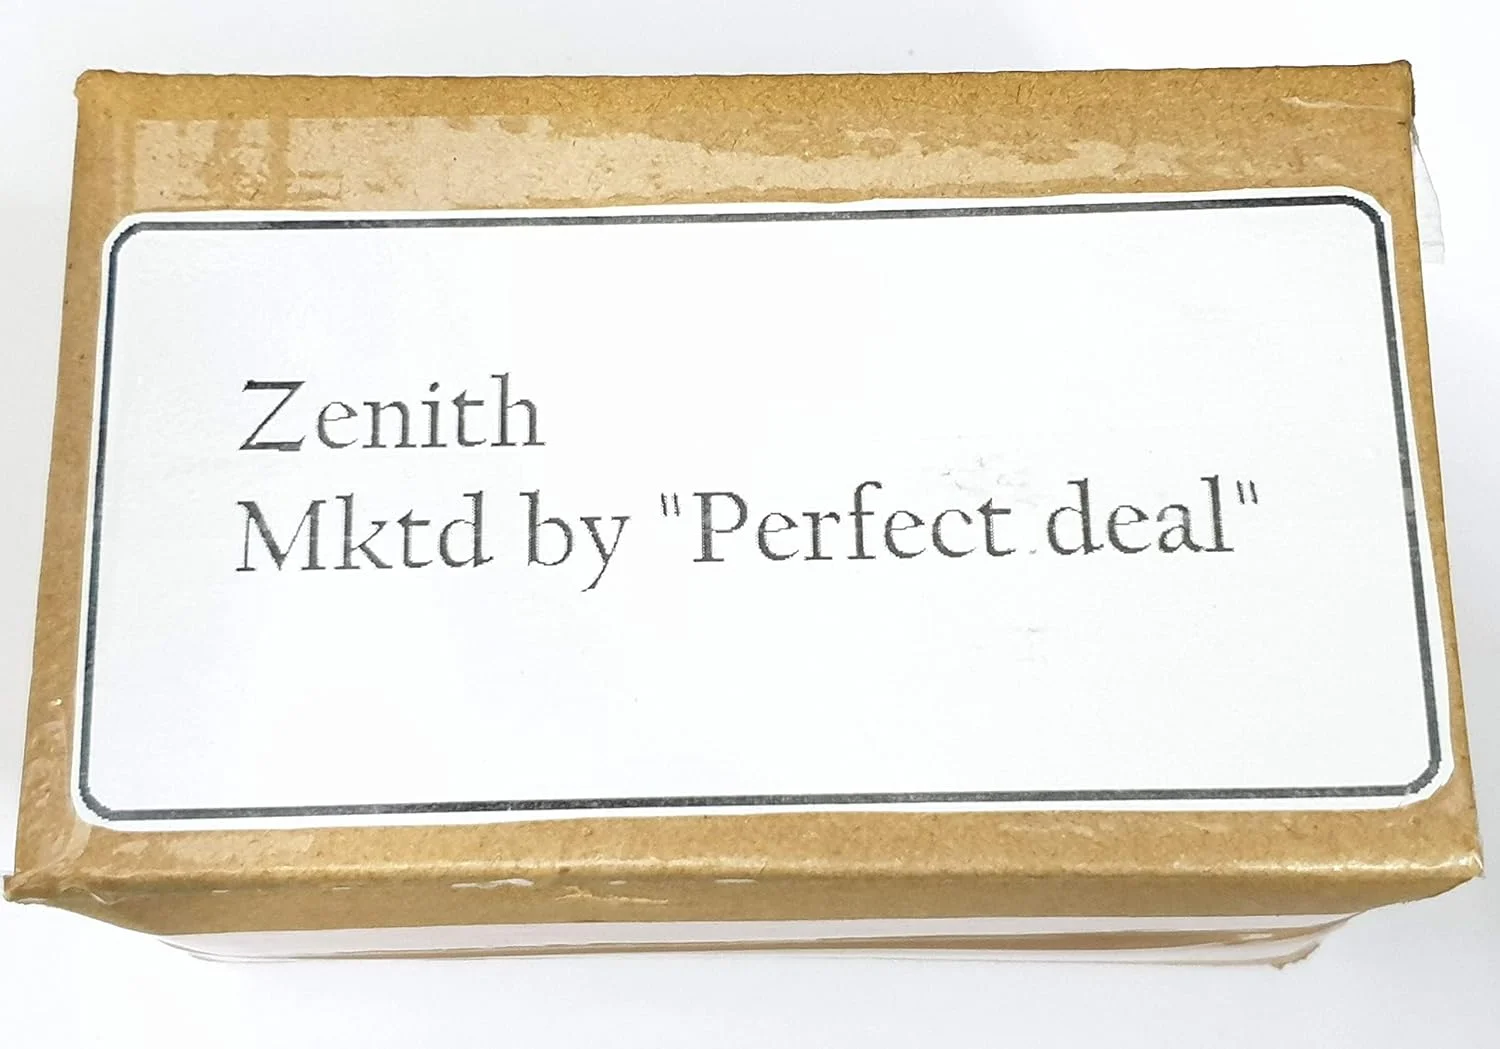 Zenith
Mktd by "Perfect deal"